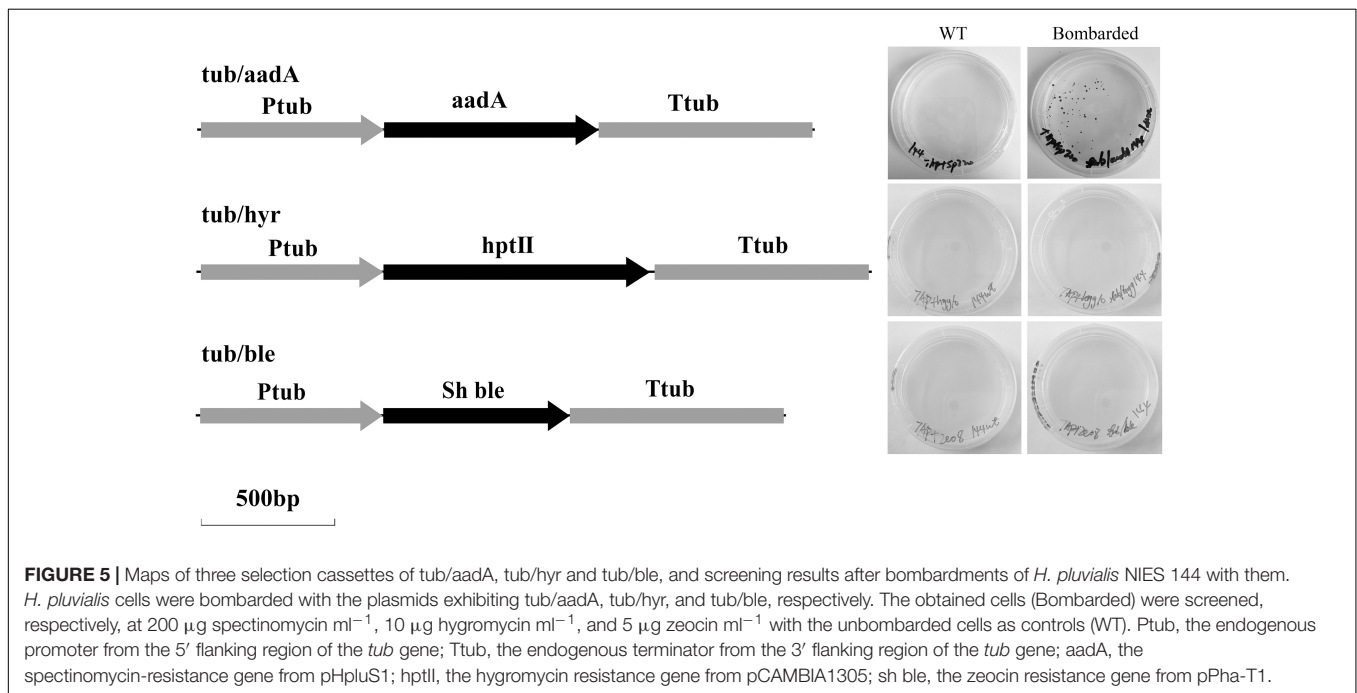 WT Bombarded
tub/aadA
Ptub aadA Ttub
tub/hyr
Ptub hptII Ttub
tub/ble
Ptub Sh ble Ttub
500bp
FIGURE 5 | Maps of three selection cassettes of tub/aadA, tub/hyr and tub/ble, and screening results after bombardments of H. pluvialis NIES 144 with them.
H. pluvialis cells were bombarded with the plasmids exhibiting tub/aadA, tub/hyr, and tub/ble, respectively. The obtained cells (Bombarded) were screened,
respectively, at 200 μg spectinomycin ml⁻¹, 10 μg hygromycin ml⁻¹, and 5 μg zeocin ml⁻¹ with the unbombarded cells as controls (WT). Ptub, the endogenous
promoter from the 5′ flanking region of the tub gene; Ttub, the endogenous terminator from the 3′ flanking region of the tub gene; aadA, the
spectinomycin-resistance gene from pHpluS1; hptII, the hygromycin resistance gene from pCAMBIA1305; sh ble, the zeocin resistance gene from pPha-T1.